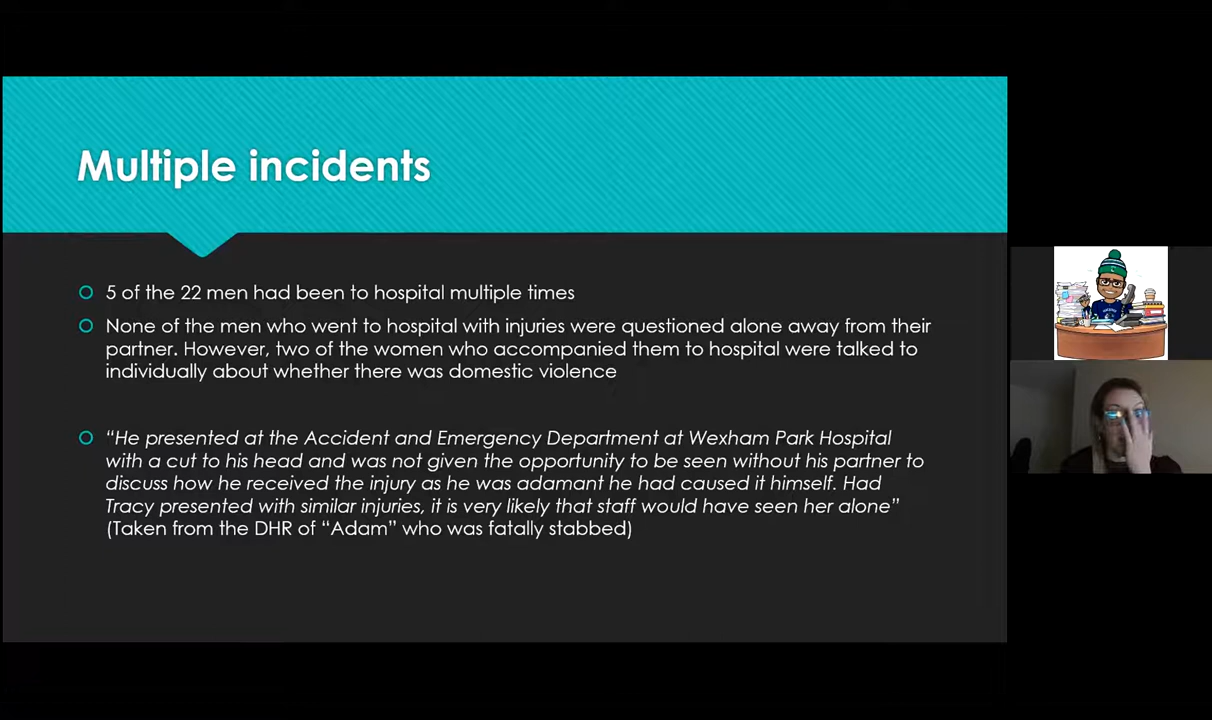 Multiple incidents
5 of the 22 men had been to hospital multiple times
None of the men who went to hospital with injuries were questioned alone away from their
partner. However, two of the women who accompanied them to hospital were talked to
individually about whether there was domestic violence
“He presented at the Accident and Emergency Department at Wexham Park Hospital
with a cut to his head and was not given the opportunity to be seen without his partner to
discuss how he received the injury as he was adamant he had caused it himself. Had
Tracy presented with similar injuries, it is very likely that staff would have seen her alone”
(Taken from the DHR of “Adam” who was fatally stabbed)